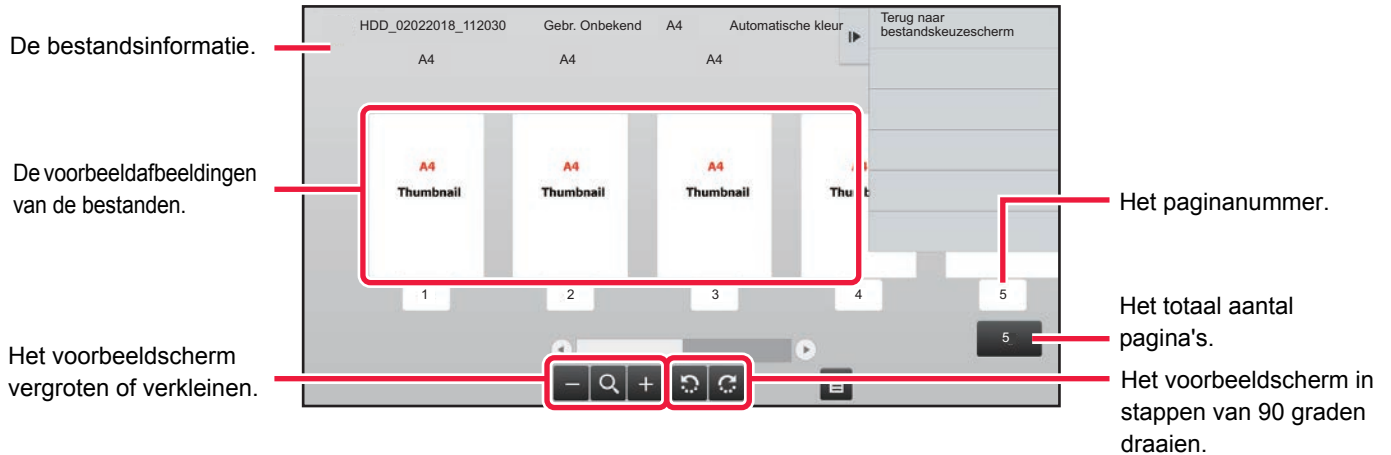 De bestandsinformatie.
HDD_02022018_112030 Gebr. Onbekend A4 Automatische kleur
Terug naar
bestandskeuzescherm
A4 A4 A4
De voorbeeldafbeeldingen
van de bestanden.
A4 A4 A4
Thumbnail Thumbnail Thumbnail
Het paginanummer.
1 2 3 4 5
Het totaal aantal
pagina's.
5
Het voorbeeldscherm
vergroten of verkleinen.
Het voorbeeldscherm in
stappen van 90 graden
draaien.